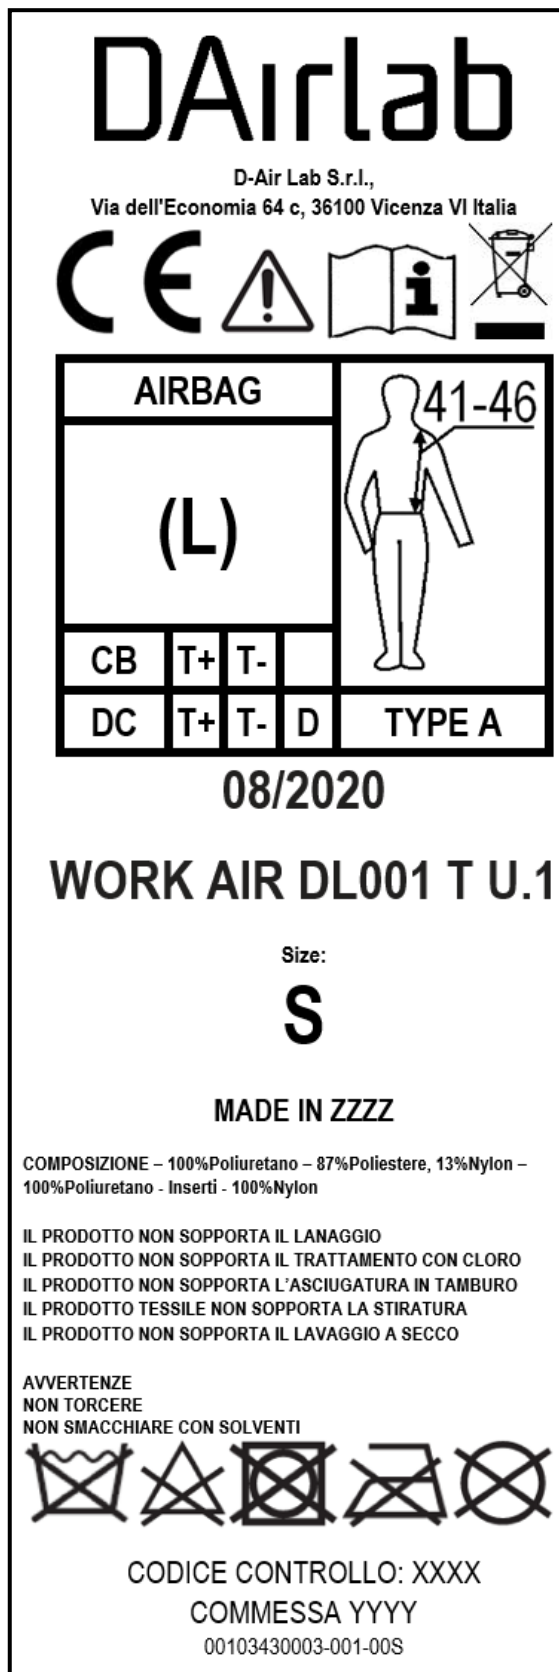 DAırlab
D-Air Lab S.r.l.,
Via dell'Economia 64 c, 36100 Vicenza VI Italia
CE
AIRBAG
41-46
(L)
CB T+ T-
DC T+ T- D TYPE A
08/2020
WORK AIR DL001 T U.1
Size:
S
MADE IN ZZZZ
COMPOSIZIONE – 100%Poliuretano – 87%Poliestere, 13%Nylon –
100%Poliuretano - Inserti - 100%Nylon
IL PRODOTTO NON SOPPORTA IL LANAGGIO
IL PRODOTTO NON SOPPORTA IL TRATTAMENTO CON CLORO
IL PRODOTTO NON SOPPORTA L'ASCIUGATURA IN TAMBURO
IL PRODOTTO TESSILE NON SOPPORTA LA STIRATURA
IL PRODOTTO NON SOPPORTA IL LAVAGGIO A SECCO
AVVERTENZE
NON TORCERE
NON SMACCHIARE CON SOLVENTI
CODICE CONTROLLO: XXXX
COMMESSA YYYY
00103430003-001-00S